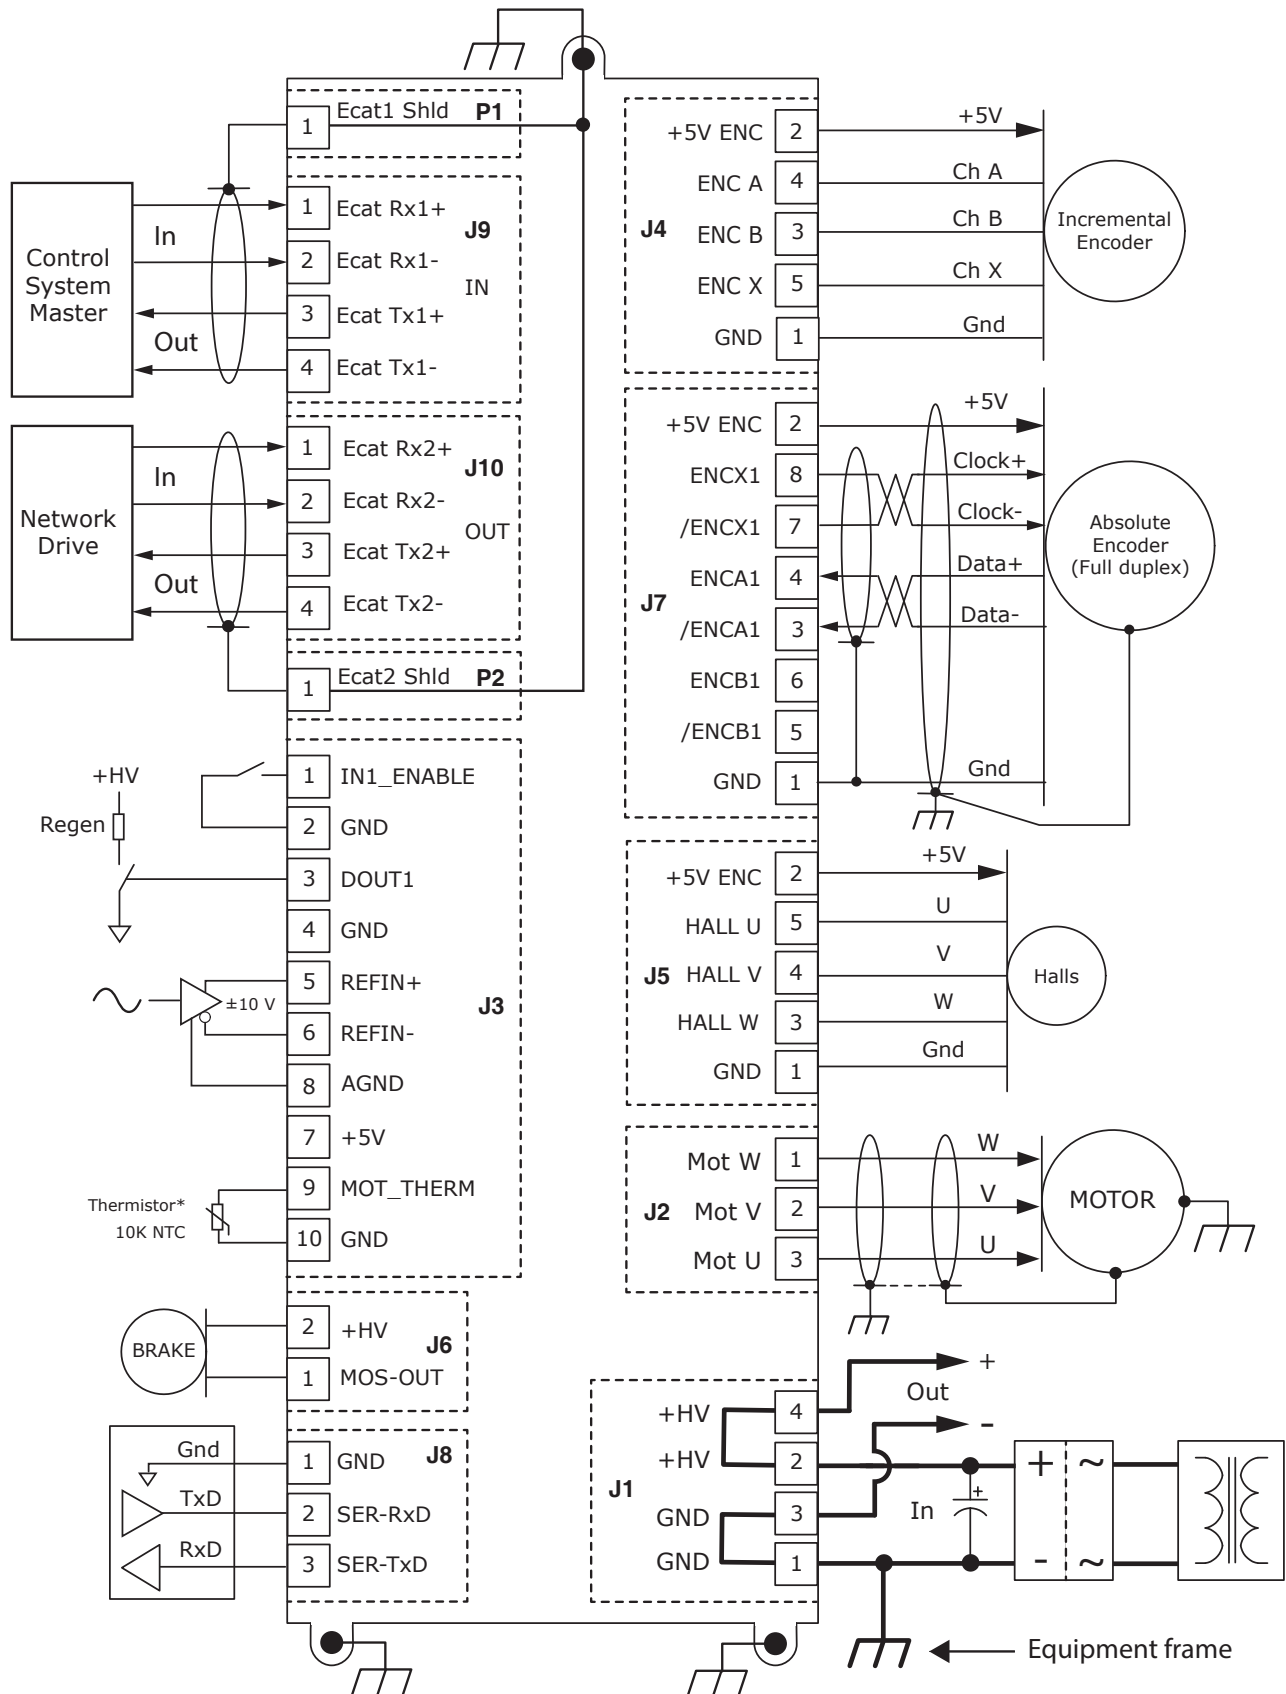 1 Ecat1 Shld P1
Control
System
Master
In
Out
1 Ecat Rx1+
2 Ecat Rx1-
3 Ecat Tx1+
4 Ecat Tx1-
J9
IN
Network
Drive
In
Out
1 Ecat Rx2+
2 Ecat Rx2-
3 Ecat Tx2+
4 Ecat Tx2-
J10
OUT
1 Ecat2 Shld P2
+HV
Regen
1 IN1_ENABLE
2 GND
3 DOUT1
4 GND
±10 V
5 REFIN+
6 REFIN-
8 AGND
7 +5V
Thermistor*
10K NTC
9 MOT_THERM
10 GND
J3
BRAKE
2 +HV
1 MOS-OUT
J6
Gnd
TxD
RxD
1 GND
2 SER-RxD
3 SER-TxD
J8
J4
+5V ENC 2 +5V
ENC A 4 Ch A
ENC B 3 Ch B
ENC X 5 Ch X
GND 1 Gnd
Incremental
Encoder
J7
+5V ENC 2 +5V
ENCX1 8 Clock+
/ENCX1 7 Clock-
ENCA1 4 Data+
/ENCA1 3 Data-
ENCB1 6
/ENCB1 5
GND 1 Gnd
Absolute
Encoder
(Full duplex)
J5
+5V ENC 2 +5V
HALL U 5 U
HALL V 4 V
HALL W 3 W
GND 1 Gnd
Halls
J2
Mot W 1 W
Mot V 2 V
Mot U 3 U
MOTOR
J1
+HV 4
+HV 2
GND 3
GND 1
+
Out
-
In
+
+ ~
- ~
Equipment frame